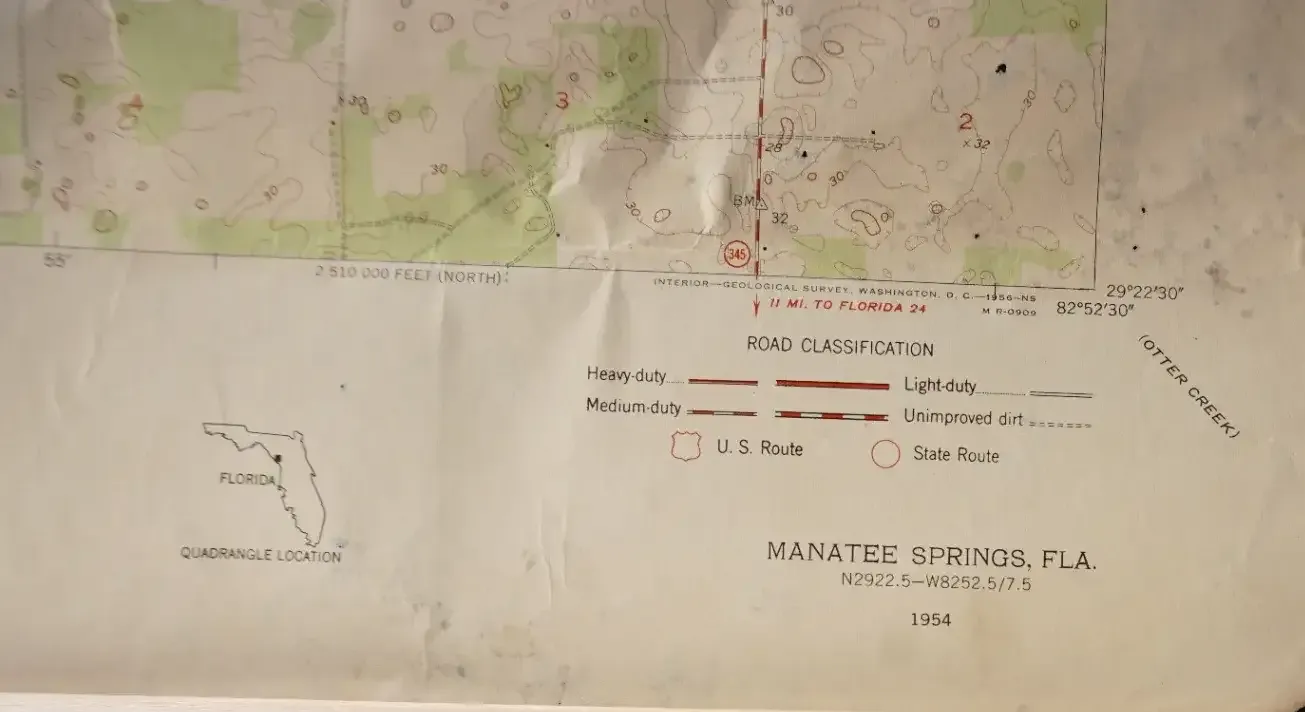 30
30
3
4
5
30
2
x 32
28
30
30
30
30
BM △
32
345
55'
2 510 000 FEET (NORTH)
INTERIOR—GEOLOGICAL SURVEY, WASHINGTON, D. C.—1956—NS
M R-0909
29°22'30"
82°52'30"
11 MI. TO FLORIDA 24
(OTTER CREEK)
ROAD CLASSIFICATION
Heavy-duty
Light-duty
Medium-duty
Unimproved dirt
U. S. Route
State Route
FLORIDA
QUADRANGLE LOCATION
MANATEE SPRINGS, FLA.
N2922.5—W8252.5/7.5
1954